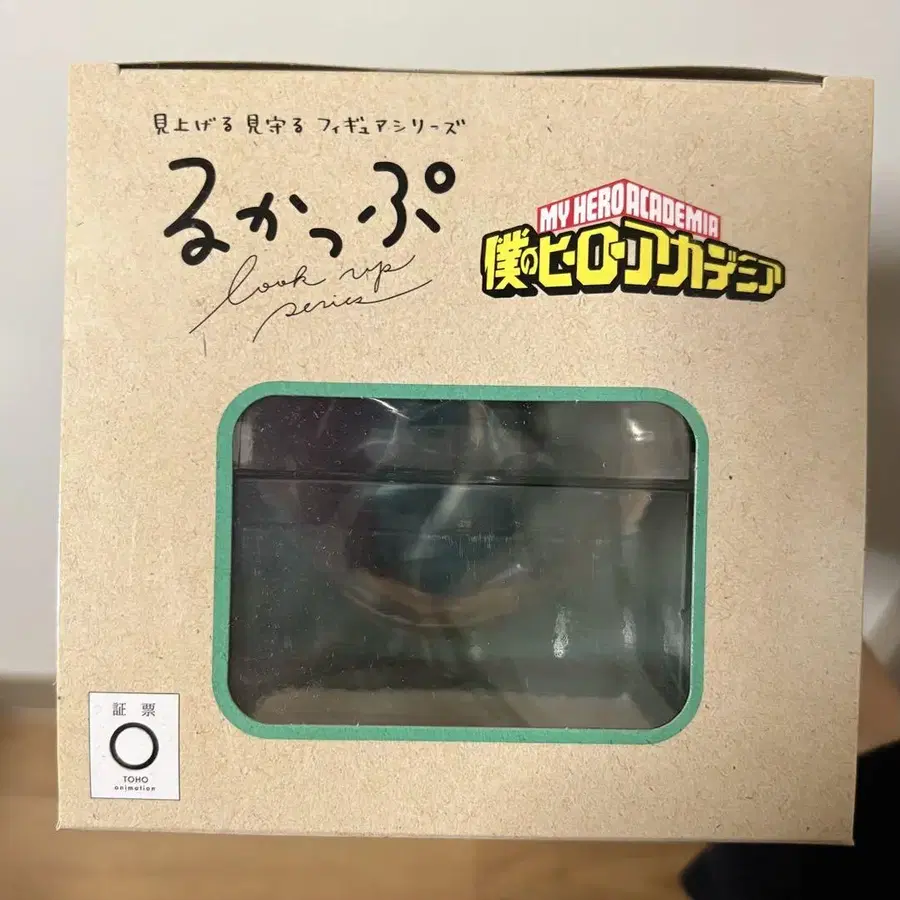 見上げる 見守る フィギュアシリーズ
るかっぷ
look up
series
MY HERO ACADEMIA
僕のヒーローアカデミア
証 票
TOHO
animation